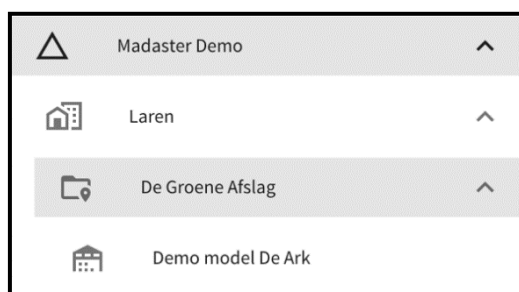 Madaster Demo
Laren
De Groene Afslag
Demo model De Ark